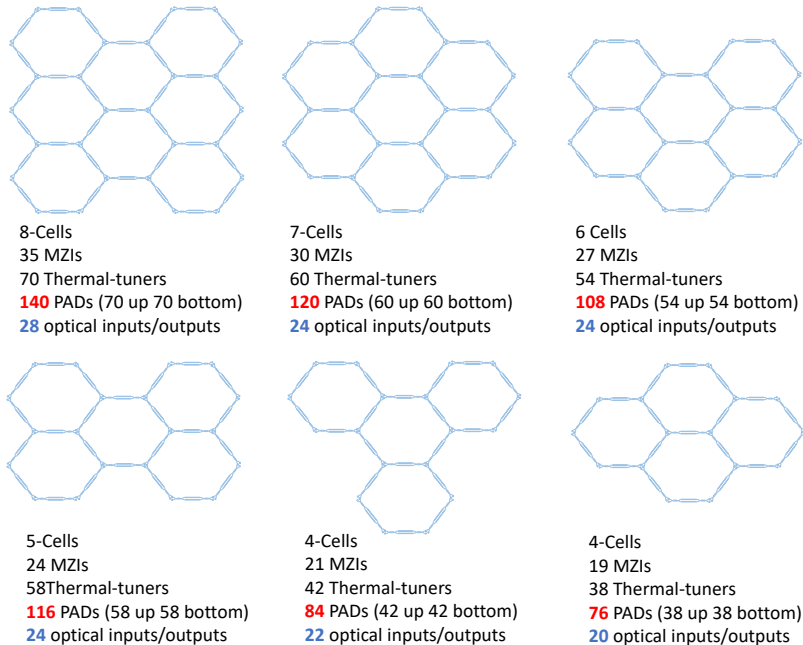 8-Cells
35 MZIs
70 Thermal-tuners
140 PADs (70 up 70 bottom)
28 optical inputs/outputs
7-Cells
30 MZIs
60 Thermal-tuners
120 PADs (60 up 60 bottom)
24 optical inputs/outputs
6 Cells
27 MZIs
54 Thermal-tuners
108 PADs (54 up 54 bottom)
24 optical inputs/outputs
5-Cells
24 MZIs
58Thermal-tuners
116 PADs (58 up 58 bottom)
24 optical inputs/outputs
4-Cells
21 MZIs
42 Thermal-tuners
84 PADs (42 up 42 bottom)
22 optical inputs/outputs
4-Cells
19 MZIs
38 Thermal-tuners
76 PADs (38 up 38 bottom)
20 optical inputs/outputs